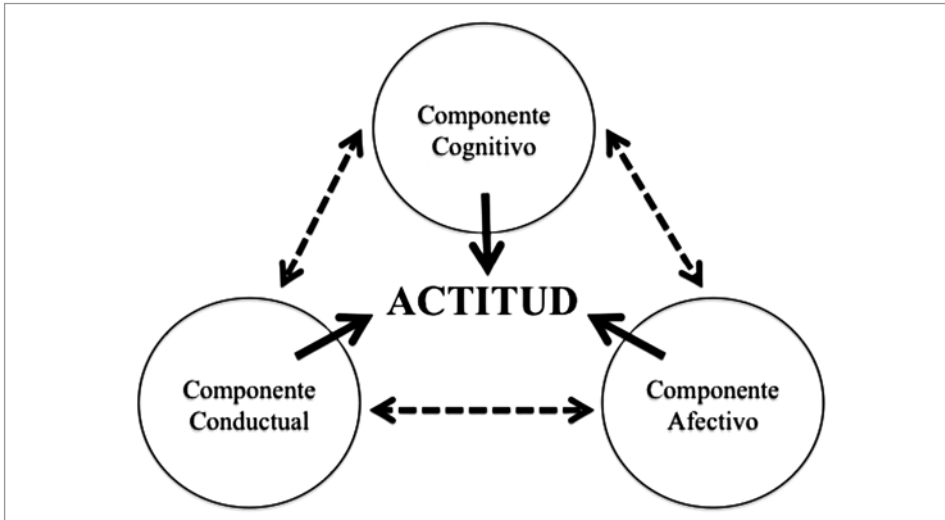 Componente
Cognitivo
ACTITUD
Componente
Conductual
Componente
Afectivo